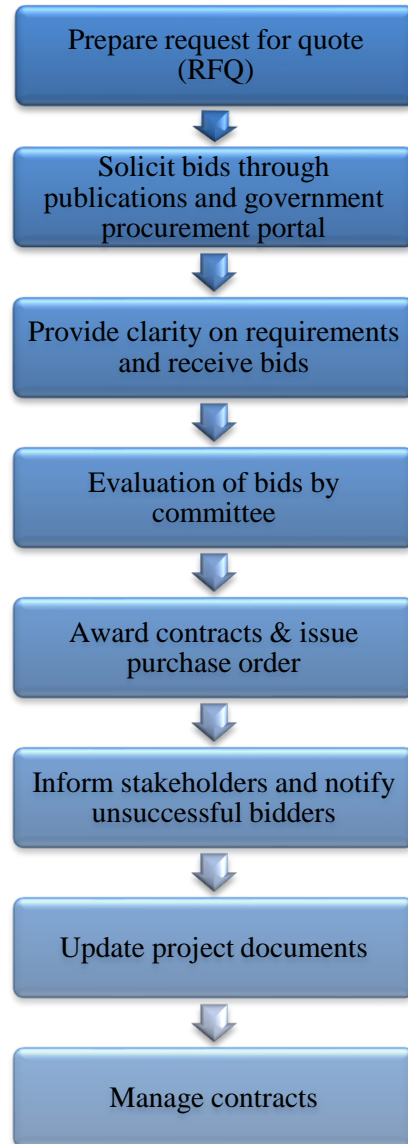 Prepare request for quote
(RFQ)
Solicit bids through
publications and government
procurement portal
Provide clarity on requirements
and receive bids
Evaluation of bids by
committee
Award contracts & issue
purchase order
Inform stakeholders and notify
unsuccessful bidders
Update project documents
Manage contracts